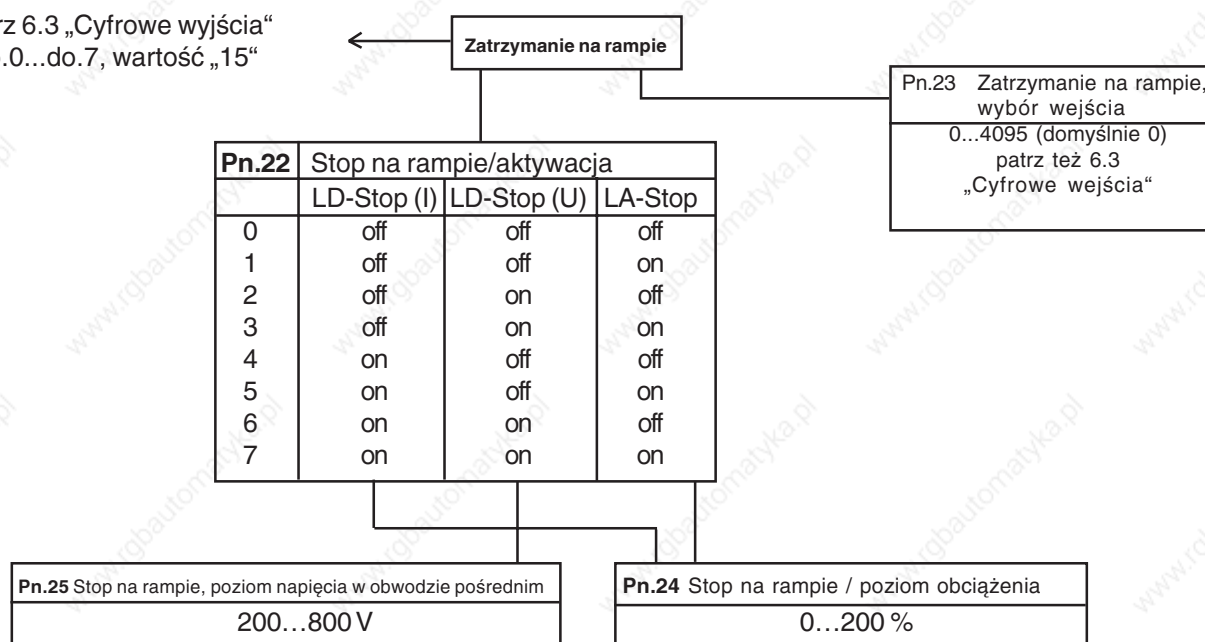 rz 6.3 „Cyfrowe wyjścia“
.0...do.7, wartość „15“
Zatrzymanie na rampie
Pn.23 Zatrzymanie na rampie,
wybór wejścia
0...4095 (domyślnie 0)
patrz też 6.3
„Cyfrowe wejścia“
Pn.22 Stop na rampie/aktywacja
LD-Stop (I) LD-Stop (U) LA-Stop
0 off off off
1 off off on
2 off on off
3 off on on
4 on off off
5 on off on
6 on on off
7 on on on
Pn.25 Stop na rampie, poziom napięcia w obwodzie pośrednim
200…800 V
Pn.24 Stop na rampie / poziom obciążenia
0…200 %
www.rgbautomatyka.pl